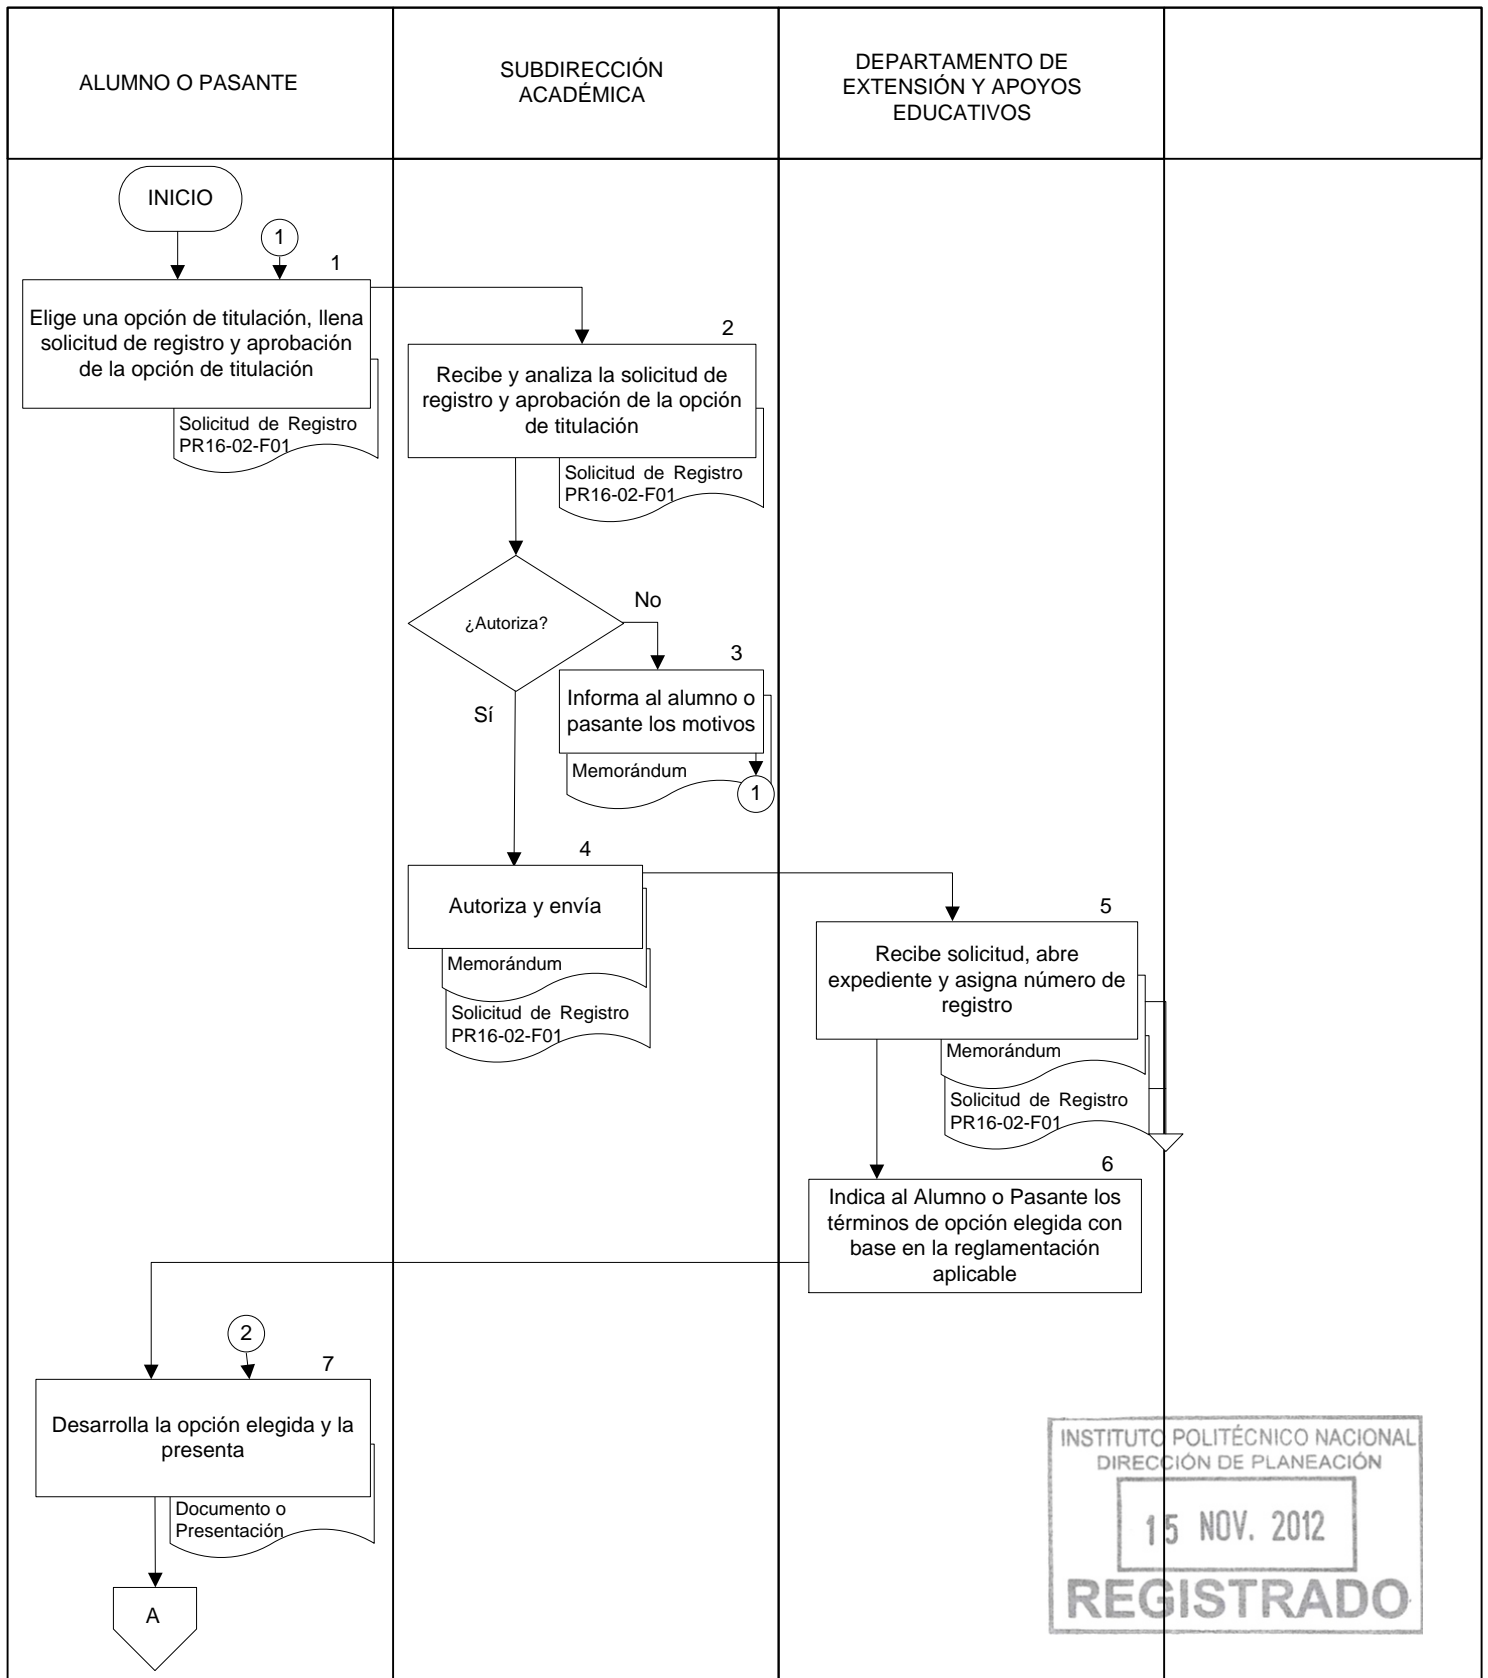 ALUMNO O PASANTE
SUBDIRECCIÓN
ACADÉMICA
DEPARTAMENTO DE
EXTENSIÓN Y APOYOS
EDUCATIVOS
INICIO
1
1
Elige una opción de titulación, llena
solicitud de registro y aprobación
de la opción de titulación
Solicitud de Registro
PR16-02-F01
2
Recibe y analiza la solicitud de
registro y aprobación de la opción
de titulación
Solicitud de Registro
PR16-02-F01
¿Autoriza?
No
Sí
3
Informa al alumno o
pasante los motivos
Memorándum
1
4
Autoriza y envía
Memorándum
Solicitud de Registro
PR16-02-F01
5
Recibe solicitud, abre
expediente y asigna número de
registro
Memorándum
Solicitud de Registro
PR16-02-F01
6
Indica al Alumno o Pasante los
términos de opción elegida con
base en la reglamentación
aplicable
2
7
Desarrolla la opción elegida y la
presenta
Documento o
Presentación
A
INSTITUTO POLITÉCNICO NACIONAL
DIRECCIÓN DE PLANEACIÓN
15 NOV. 2012
REGISTRADO